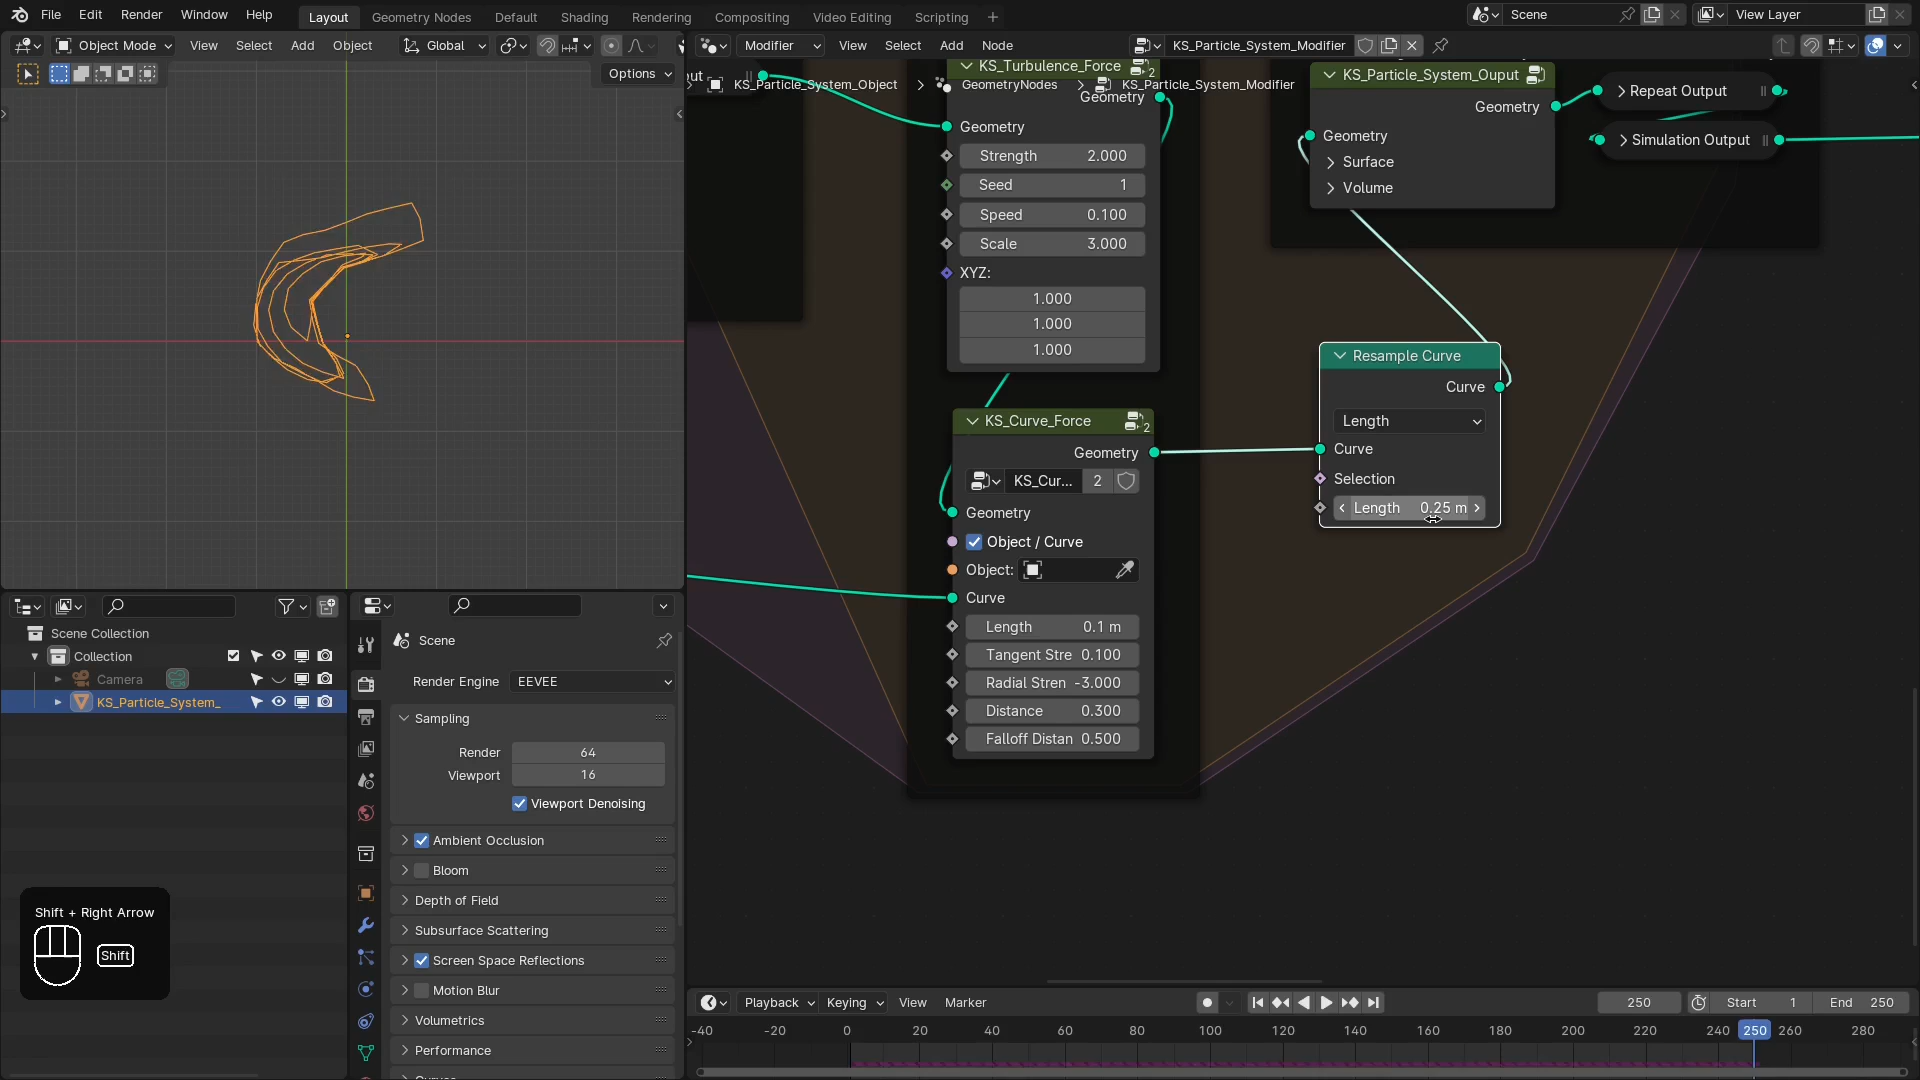 File Edit Render Window Help Layout Geometry Nodes Default Shading Rendering Compositing Video Editing Scripting Scene View Layer
Object Mode View Select Add Object Global
Options
Modifier View Select Add Node KS_Particle_System_Modifier
KS_Particle_System_Object GeometryNodes KS_Particle_System_Modifier
KS_Turbulence_Force 2
Geometry
Geometry
Strength 2.000
Seed 1
Speed 0.100
Scale 3.000
XYZ:
1.000
1.000
1.000
KS_Curve_Force 2
Geometry
KS_Cur... 2
Geometry
Object / Curve
Object:
Curve
Length 0.1 m
Tangent Stre 0.100
Radial Stren -3.000
Distance 0.300
Falloff Distan 0.500
KS_Particle_System_Ouput
Geometry
Geometry
Surface
Volume
Repeat Output
Simulation Output
Resample Curve
Curve
Length
Curve
Selection
Length 0.25 m
Scene Collection
Collection
Camera
KS_Particle_System_
Scene
Render Engine EEVEE
Sampling
Render 64
Viewport 16
Viewport Denoising
Ambient Occlusion
Bloom
Depth of Field
Subsurface Scattering
Screen Space Reflections
Motion Blur
Volumetrics
Performance
Shift + Right Arrow
Shift
Playback Keying View Marker 250 Start 1 End 250
-40 -20 0 20 40 60 80 100 120 140 160 180 200 220 240 250 260 280